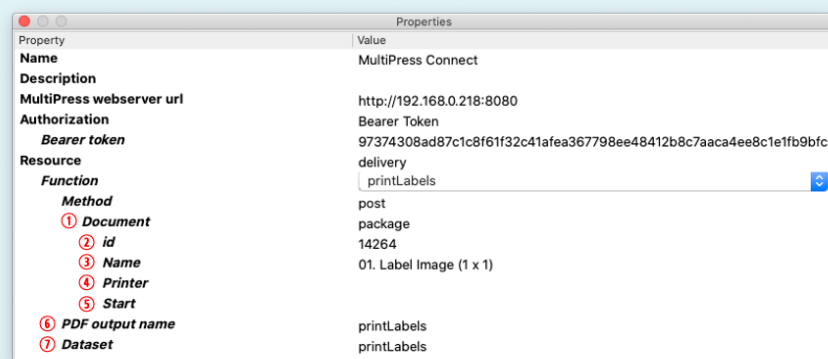 Properties
Property Value
Name MultiPress Connect
Description
MultiPress webserver url http://192.168.0.218:8080
Authorization Bearer Token
Bearer token 97374308ad87c1c8f61f32c41afea367798ee48412b8c7aaca4ee8c1e1fb9bfc
Resource delivery
Function printLabels
Method post
① Document package
② id 14264
③ Name 01. Label Image (1 x 1)
④ Printer
⑤ Start
⑥ PDF output name printLabels
⑦ Dataset printLabels